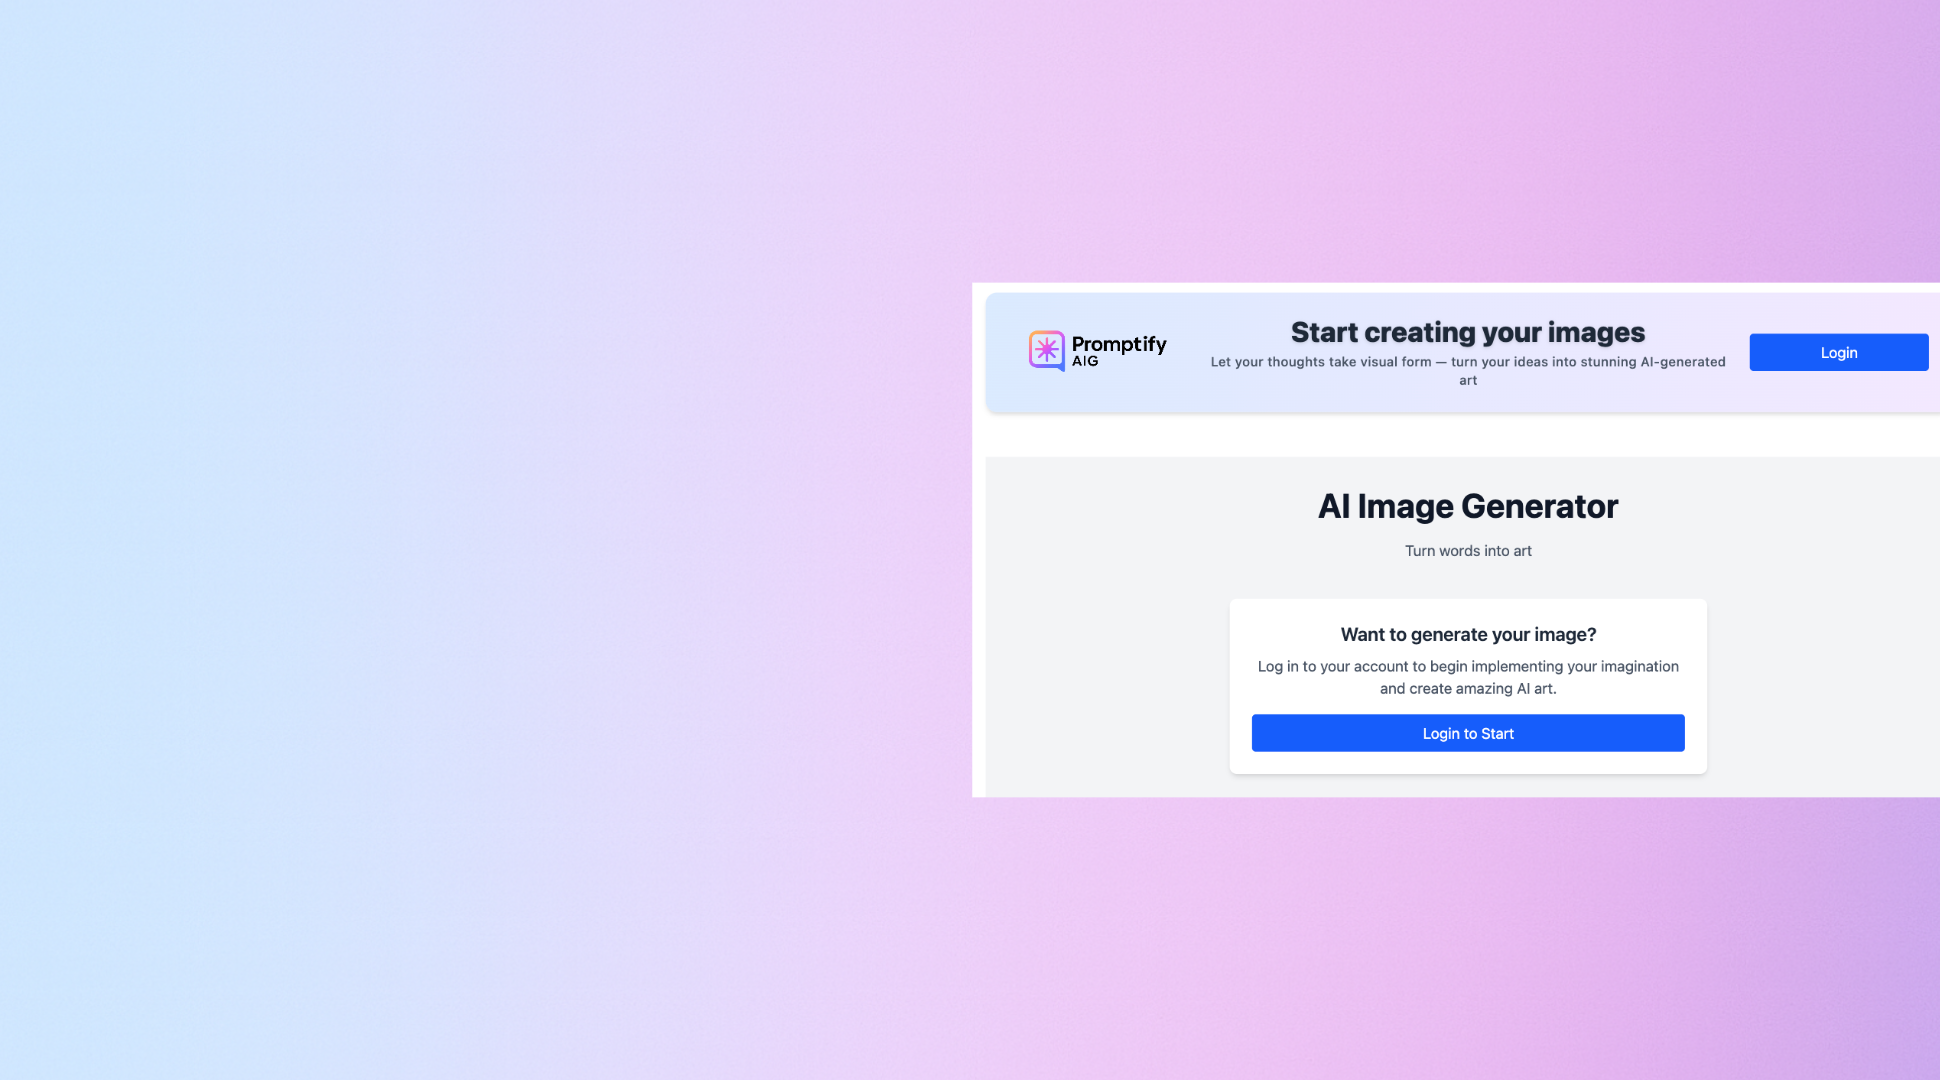 Promptify
AIG
Start creating your images
Let your thoughts take visual form — turn your ideas into stunning AI-generated
art
Login
AI Image Generator
Turn words into art
Want to generate your image?
Log in to your account to begin implementing your imagination
and create amazing AI art.
Login to Start